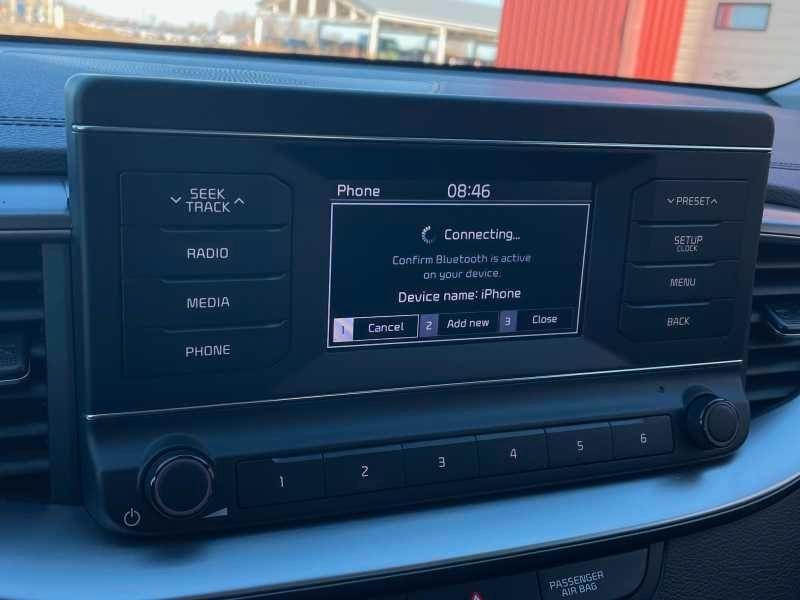 Phone 08:46
SEEK
TRACK
RADIO
MEDIA
PHONE
Connecting...
Confirm Bluetooth is active
on your device.
Device name: iPhone
1 Cancel 2 Add new 3 Close
PRESET
SETUP
CLOCK
MENU
BACK
1 2 3 4 5 6
PASSENGER
AIR BAG